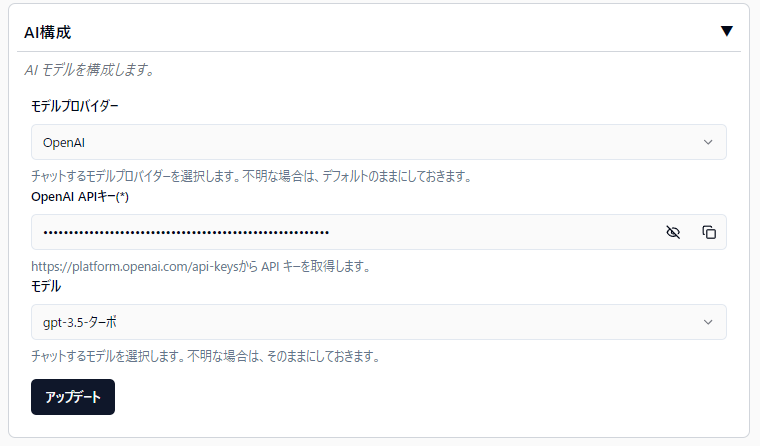 AI構成
▼
AI モデルを構成します。
モデルプロバイダー
OpenAI
チャットするモデルプロバイダーを選択します。不明な場合は、デフォルトのままにしておきます。
OpenAI APIキー(*)
••••••••••••••••••••••••••••••••••••••••••••••••••••••••
https://platform.openai.com/api-keysから API キーを取得します。
モデル
gpt-3.5-ターボ
チャットするモデルを選択します。不明な場合は、そのままにしておきます。
アップデート